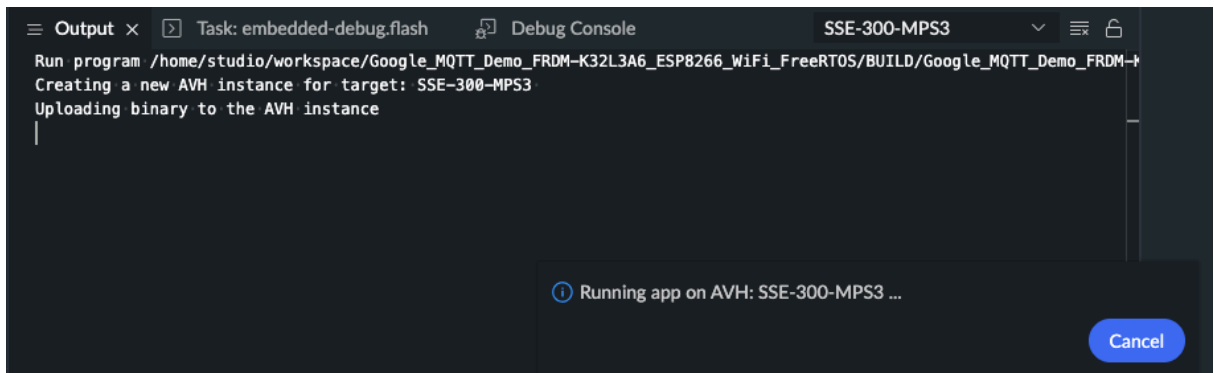 Output Task: embedded-debug.flash Debug Console SSE-300-MPS3
Run program /home/studio/workspace/Google_MQTT_Demo_FRDM-K32L3A6_ESP8266_WiFi_FreeRTOS/BUILD/Google_MQTT_Demo_FRDM-K
Creating a new AVH instance for target: SSE-300-MPS3
Uploading binary to the AVH instance
Running app on AVH: SSE-300-MPS3 ...
Cancel